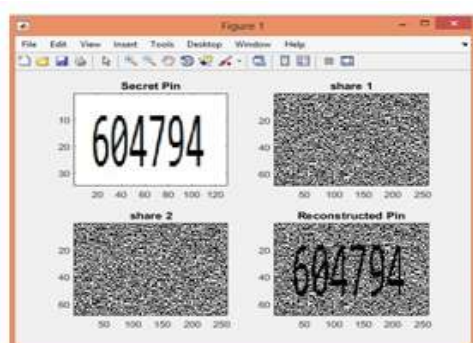 Figure 1
File Edit View Insert Tools Desktop Window Help
Secret Pin
share 1
10
20
30
604794
20 40 60 80 100 120
20
40
60
50 100 150 200 250
share 2
Reconstructed Pin
20
40
60
50 100 150 200 250
20
40
60
604794
50 100 150 200 250